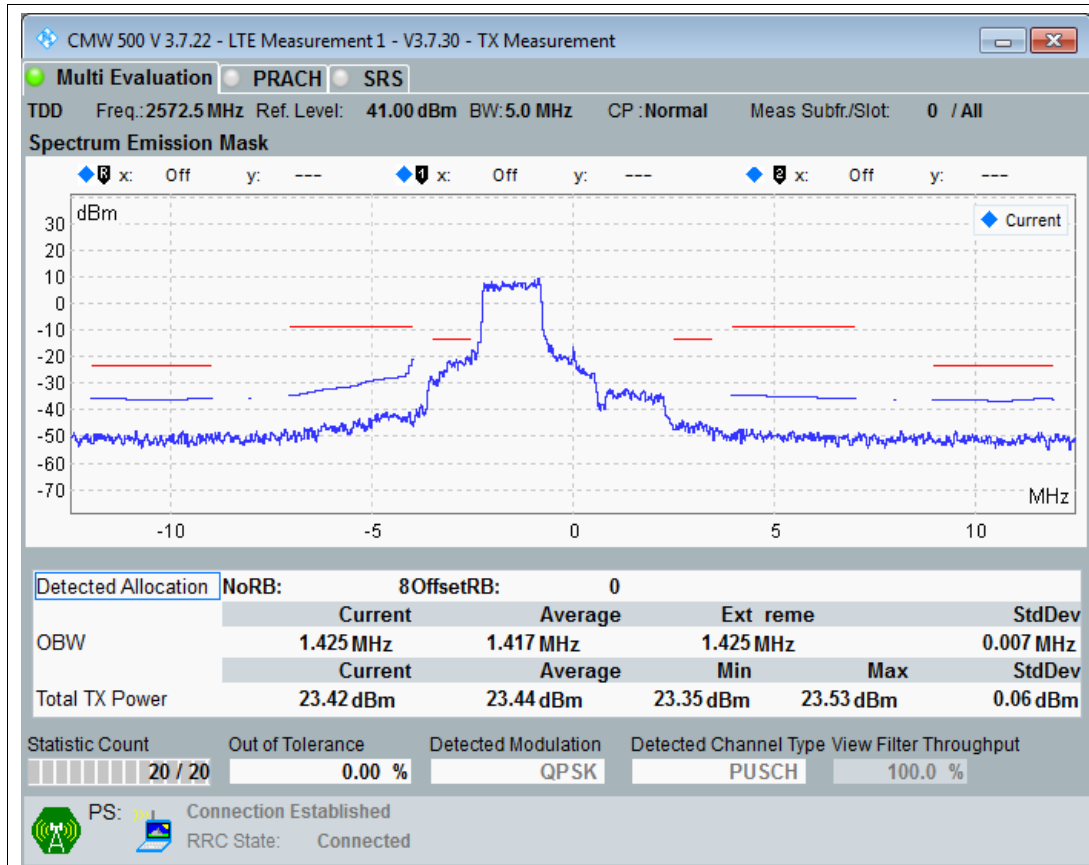 CMW 500 V 3.7.22 - LTE Measurement 1 - V3.7.30 - TX Measurement
Multi Evaluation PRACH SRS
TDD Freq.: 2572.5 MHz Ref. Level: 41.00 dBm BW: 5.0 MHz CP : Normal Meas Subfr./Slot: 0 / All
Spectrum Emission Mask
R x: Off y: --- 1 x: Off y: --- 2 x: Off y: ---
dBm
Current
30
20
10
0
-10
-20
-30
-40
-50
-60
-70
MHz
-10 -5 0 5 10
Detected Allocation NoRB: 8 OffsetRB: 0
Current Average Ext reme StdDev
OBW 1.425 MHz 1.417 MHz 1.425 MHz 0.007 MHz
Current Average Min Max StdDev
Total TX Power 23.42 dBm 23.44 dBm 23.35 dBm 23.53 dBm 0.06 dBm
Statistic Count Out of Tolerance Detected Modulation Detected Channel Type View Filter Throughput
20 / 20 0.00 % QPSK PUSCH 100.0 %
PS: Connection Established
RRC State: Connected